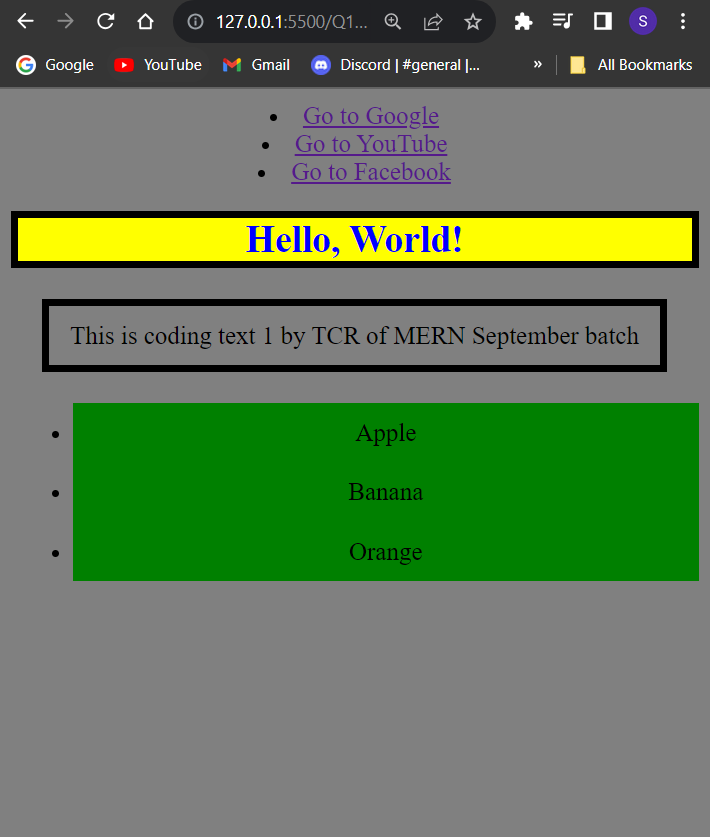 127.0.0.1:5500/Q1...
S
Google
YouTube
Gmail
Discord | #general |...
»
All Bookmarks
Go to Google
Go to YouTube
Go to Facebook
Hello, World!
This is coding text 1 by TCR of MERN September batch
Apple
Banana
Orange